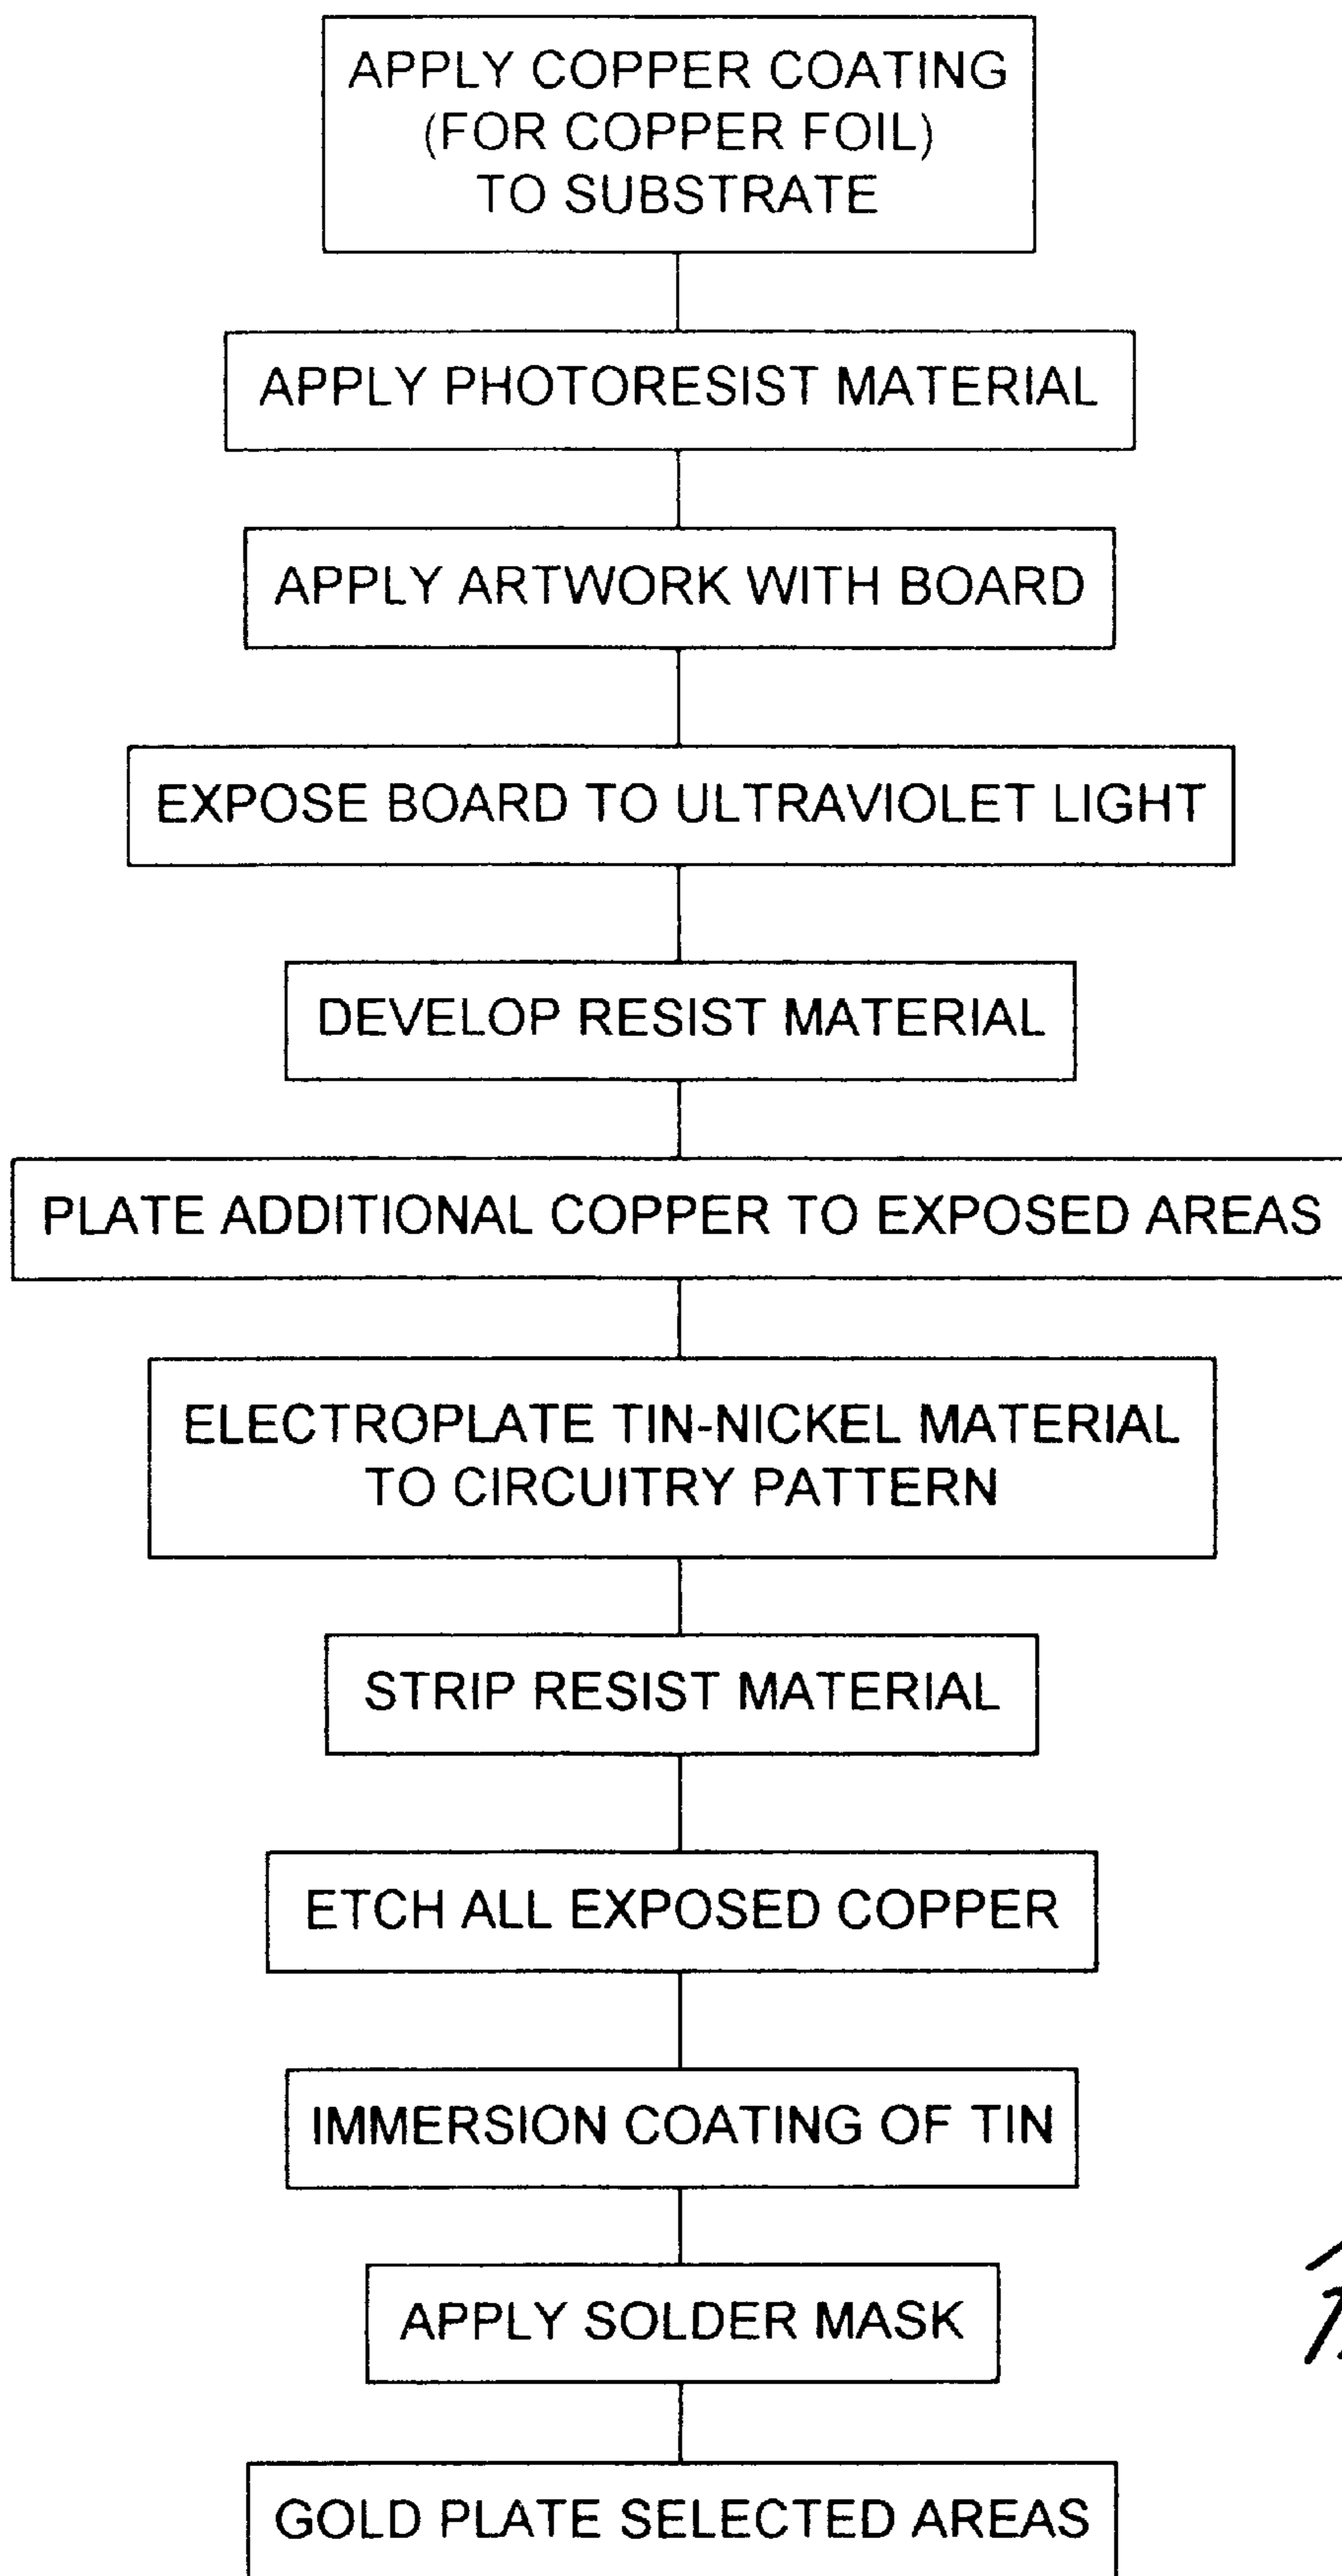 APPLY COPPER COATING
(FOR COPPER FOIL)
TO SUBSTRATE
APPLY PHOTORESIST MATERIAL
APPLY ARTWORK WITH BOARD
EXPOSE BOARD TO ULTRAVIOLET LIGHT
DEVELOP RESIST MATERIAL
PLATE ADDITIONAL COPPER TO EXPOSED AREAS
ELECTROPLATE TIN-NICKEL MATERIAL
TO CIRCUITRY PATTERN
STRIP RESIST MATERIAL
ETCH ALL EXPOSED COPPER
IMMERSION COATING OF TIN
APPLY SOLDER MASK
GOLD PLATE SELECTED AREAS